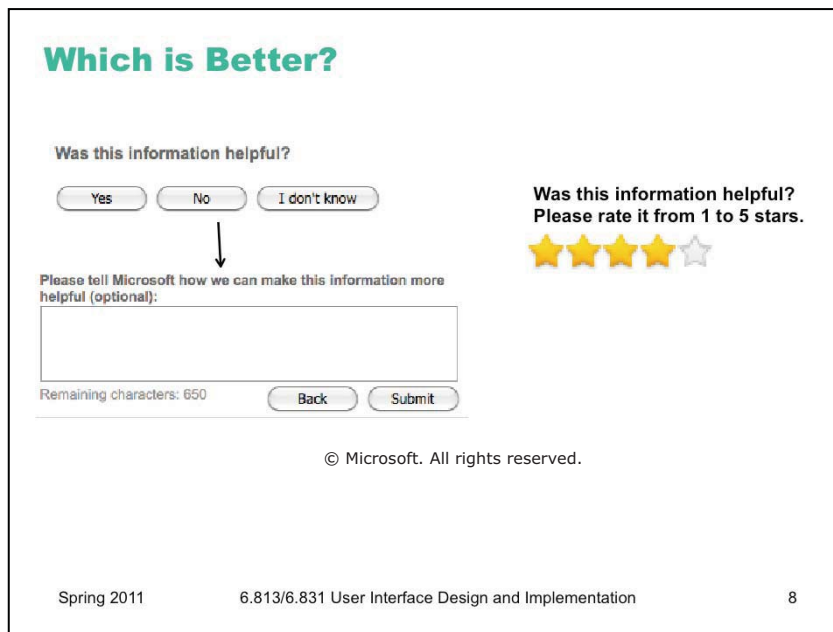 Which is Better?
Was this information helpful?
Yes
No
I don't know
Please tell Microsoft how we can make this information more
helpful (optional):
Remaining characters: 650
Back
Submit
Was this information helpful?
Please rate it from 1 to 5 stars.
© Microsoft. All rights reserved.
Spring 2011
6.813/6.831 User Interface Design and Implementation
8